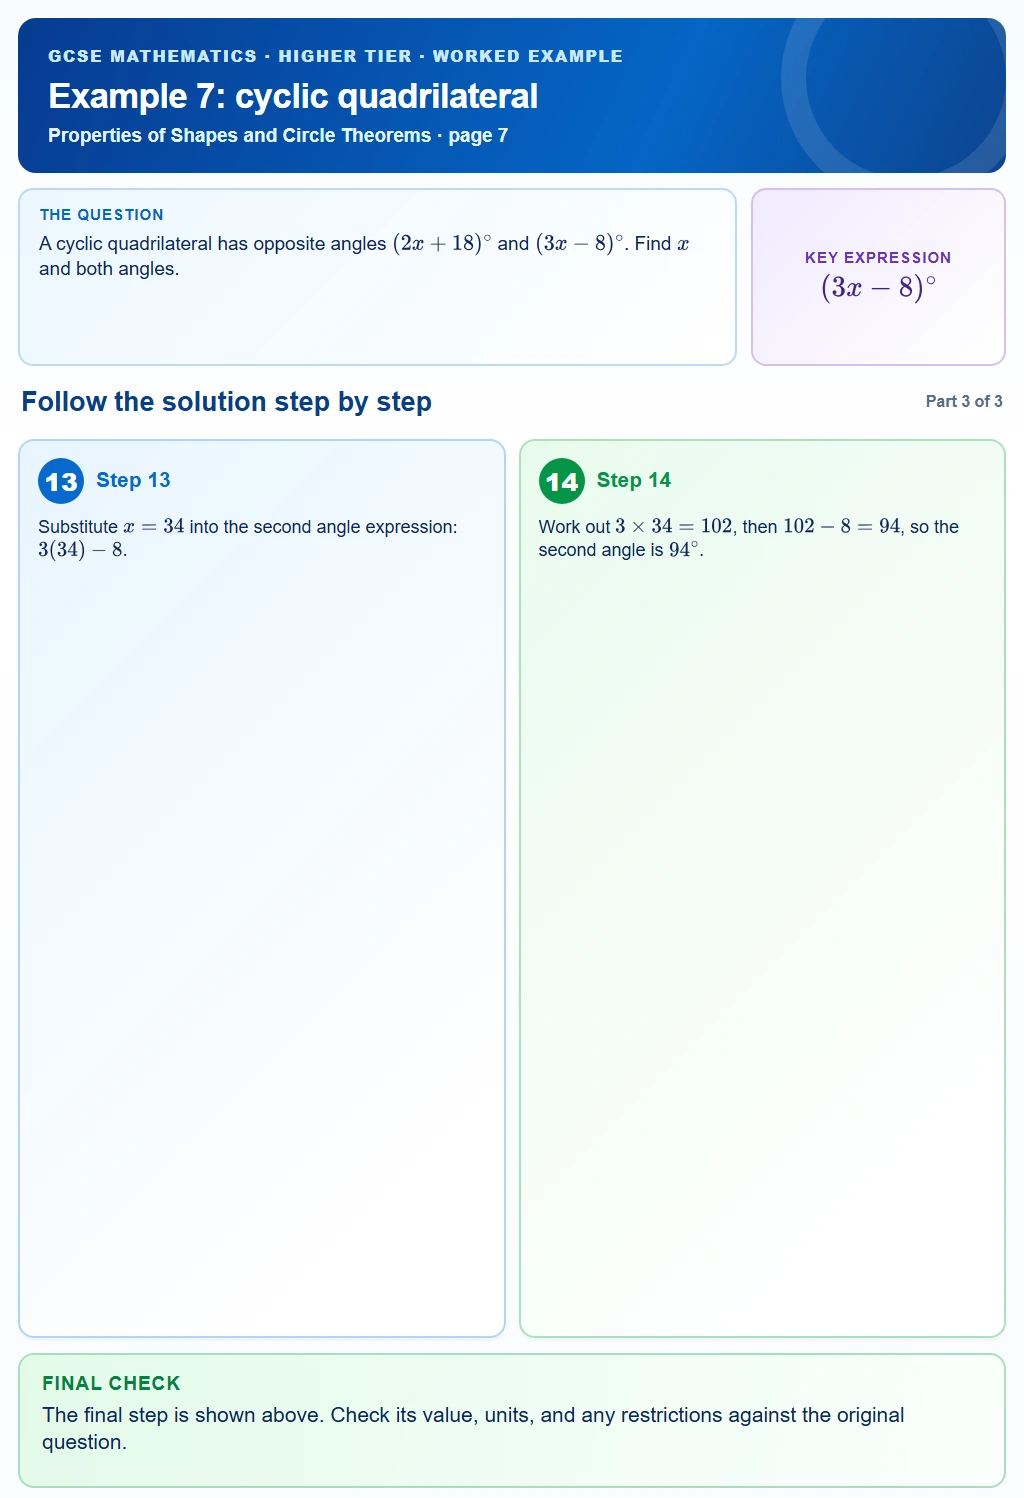 GCSE MATHEMATICS · HIGHER TIER · WORKED EXAMPLE
Example 7: cyclic quadrilateral
Properties of Shapes and Circle Theorems · page 7
THE QUESTION
A cyclic quadrilateral has opposite angles (2x + 18)° and (3x − 8)°. Find x
and both angles.
KEY EXPRESSION
(3x − 8)°
Follow the solution step by step
Part 3 of 3
13 Step 13
Substitute x = 34 into the second angle expression:
3(34) − 8.
14 Step 14
Work out 3 × 34 = 102, then 102 − 8 = 94, so the
second angle is 94°.
FINAL CHECK
The final step is shown above. Check its value, units, and any restrictions against the original
question.